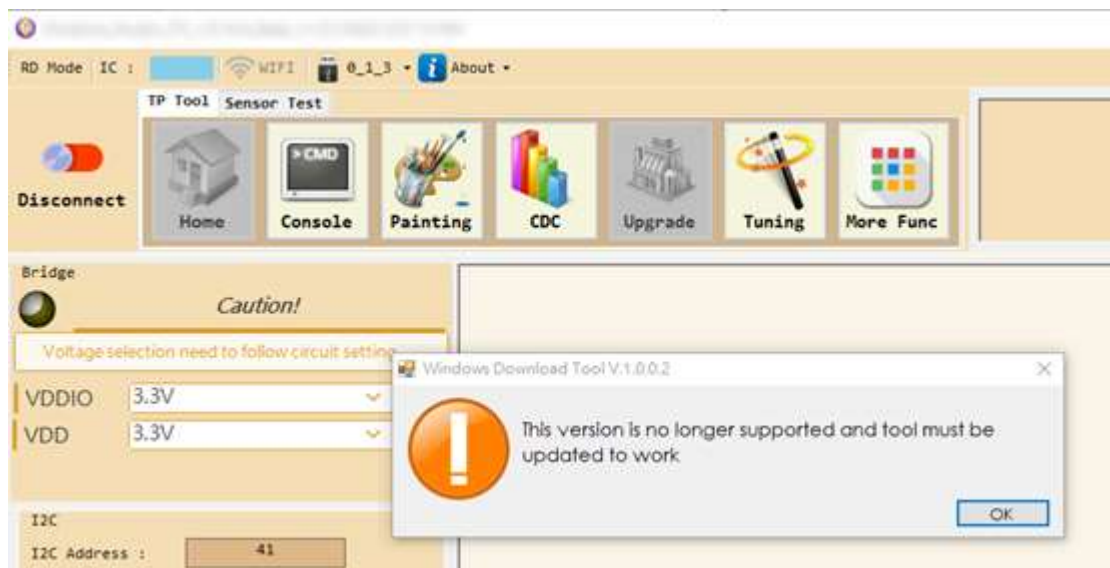 RD Mode IC : WIFI 0_1_3 About
TP Tool Sensor Test
Disconnect
> CMD
Home Console Painting CDC Upgrade Tuning More Func
Bridge
Caution!
Voltage selection need to follow circuit setting
VDDIO 3.3V
VDD 3.3V
Windows Download Tool V.1.0.0.2
This version is no longer supported and tool must be
updated to work
OK
I2C
I2C Address : 41